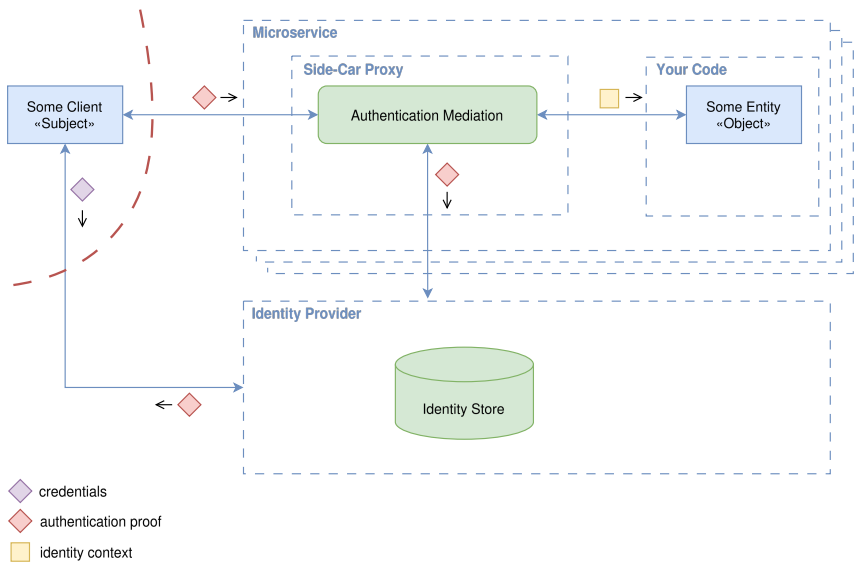 Microservice
Side-Car Proxy
Your Code
Some Client
«Subject»
Authentication Mediation
Some Entity
«Object»
Identity Provider
Identity Store
credentials
authentication proof
identity context